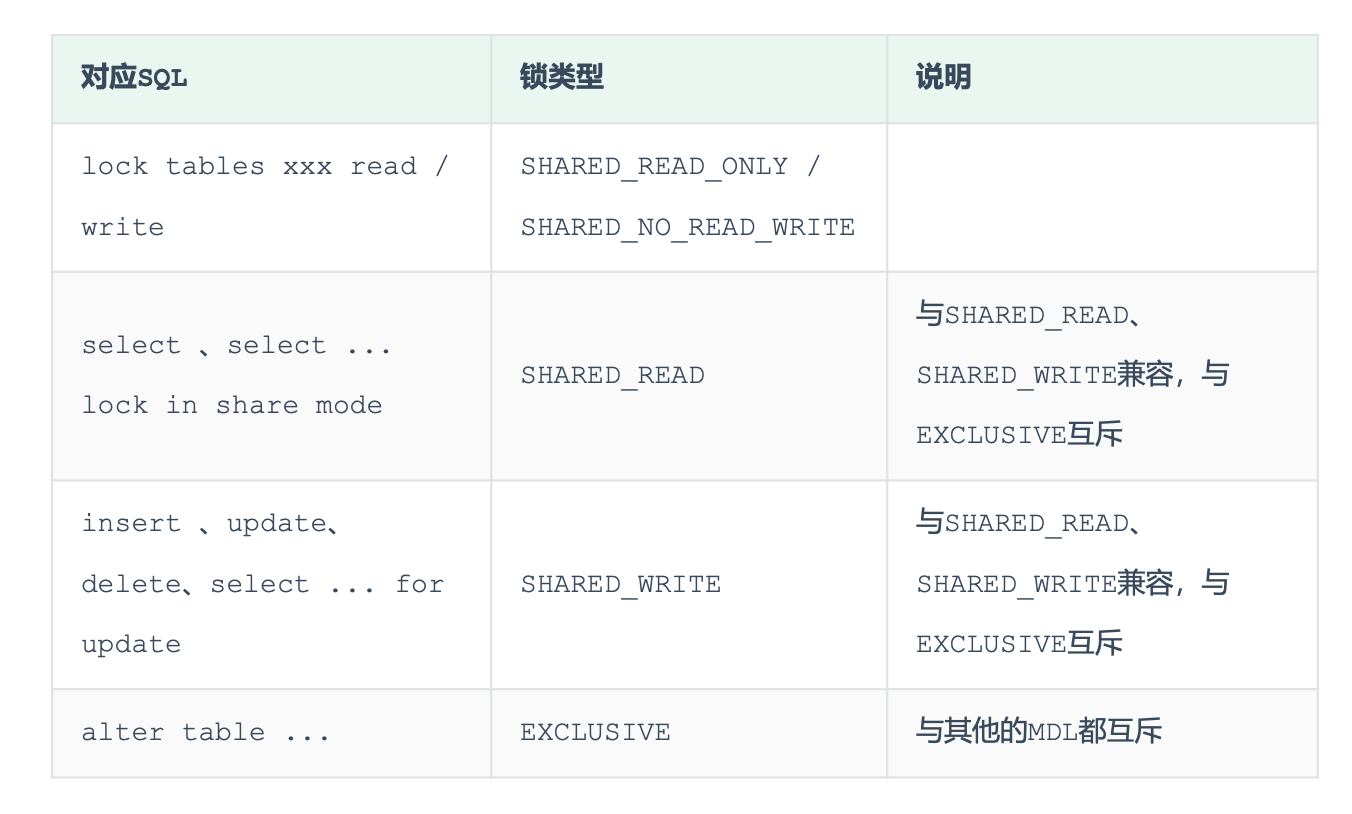 对应SQL
锁类型
说明
lock tables xxx read /
write
SHARED_READ_ONLY /
SHARED_NO_READ_WRITE
select 、select ...
lock in share mode
SHARED_READ
与SHARED_READ、
SHARED_WRITE兼容，与
EXCLUSIVE互斥
insert 、update、
delete、select ... for
update
SHARED_WRITE
与SHARED_READ、
SHARED_WRITE兼容，与
EXCLUSIVE互斥
alter table ...
EXCLUSIVE
与其他的MDL都互斥